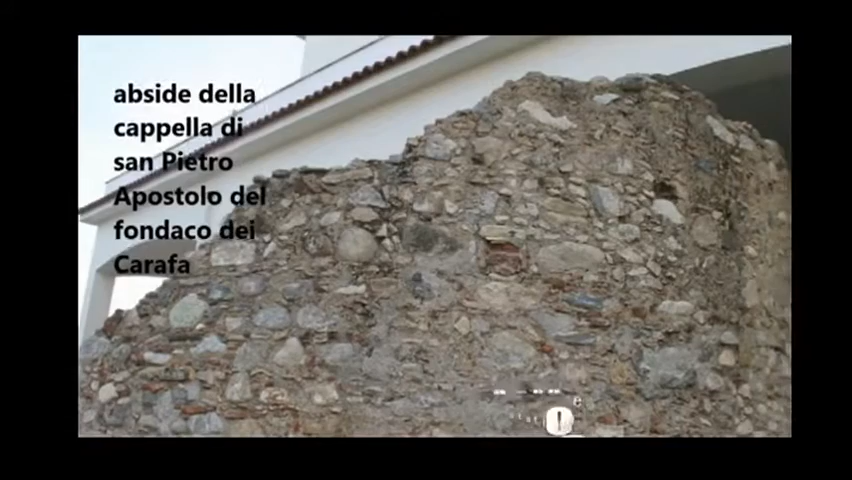 abside della
cappella di
san Pietro
Apostolo del
fondaco dei
Carafa